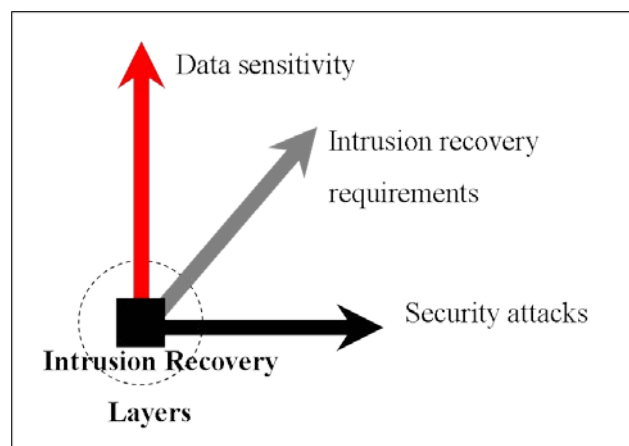 Data sensitivity
Intrusion recovery
requirements
Security attacks
Intrusion Recovery
Layers